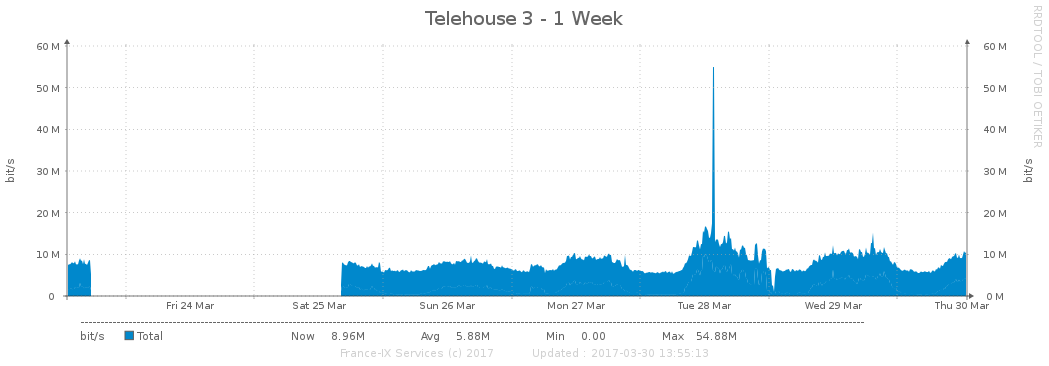 Telehouse 3 - 1 Week
RRDTOOL / TOBI OETIKER
60 M 60 M
50 M 50 M
40 M 40 M
30 M 30 M
20 M 20 M
10 M 10 M
0 0 M
bit/s bit/s
Fri 24 Mar Sat 25 Mar Sun 26 Mar Mon 27 Mar Tue 28 Mar Wed 29 Mar Thu 30 Mar
bit/s Total Now 8.96M Avg 5.88M Min 0.00 Max 54.88M
France-IX Services (c) 2017 Updated : 2017-03-30 13:55:13